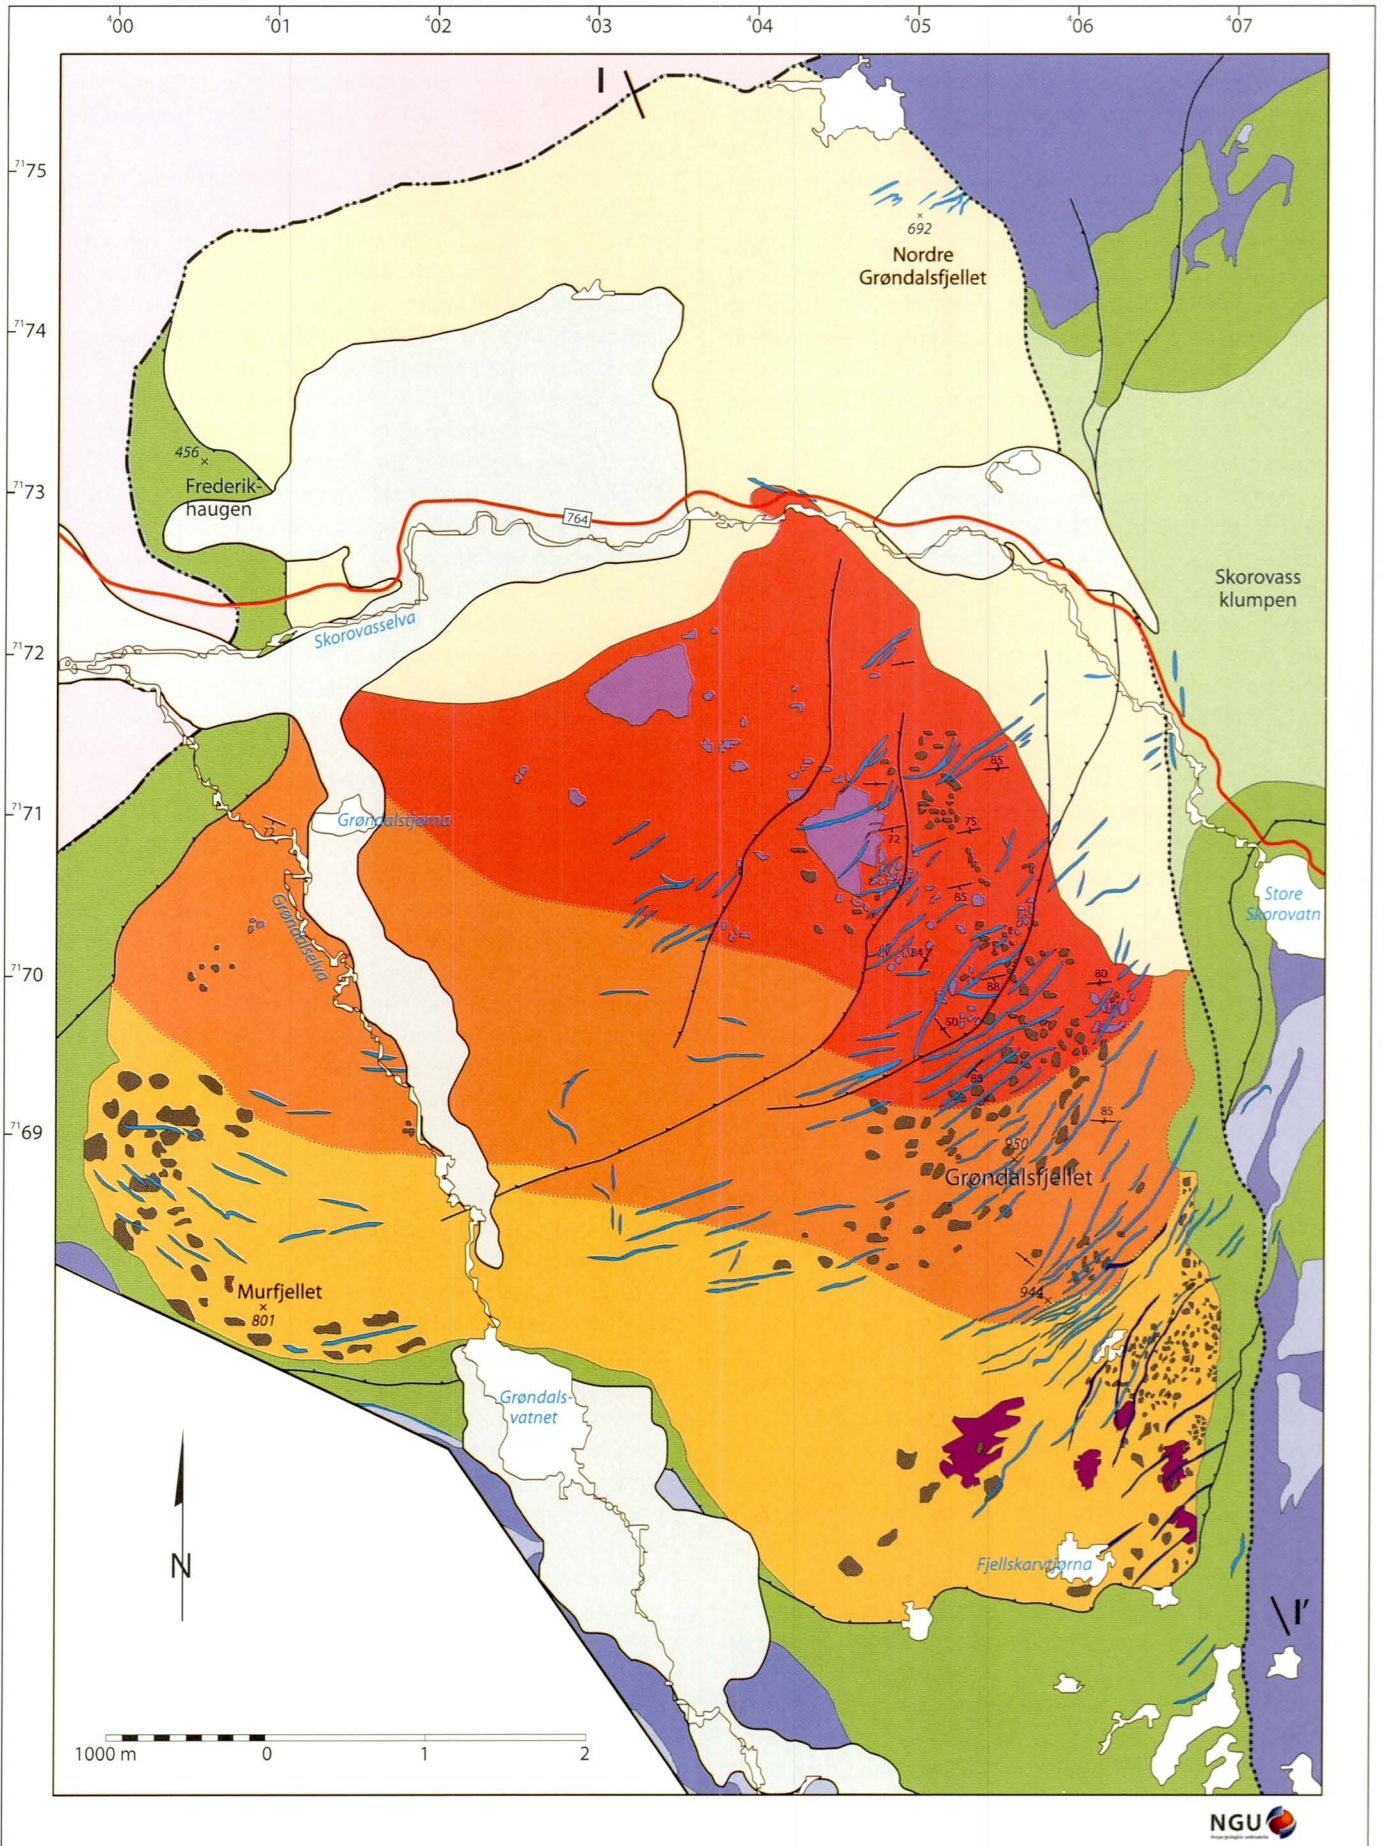 ⁴00 ⁴01 ⁴02 ⁴03 ⁴04 ⁴05 ⁴06 ⁴07
I
⁷¹75
692
Nordre
Grøndalsfjellet
⁷¹74
456
Frederik-
haugen
⁷¹73
764
Skorovass
klumpen
Skorovasselva
⁷¹72
85
⁷¹71
Grøndalstjørna
72
75
72
85
Store
Skorovatn
Grøndalselva
84
⁷¹70
80
88
50
88
85
⁷¹69
950
Grøndalsfjellet
Murfjellet
801
944
Grøndals-
vatnet
N
Fjellskarvtjørna
I'
1000 m 0 1 2
NGU